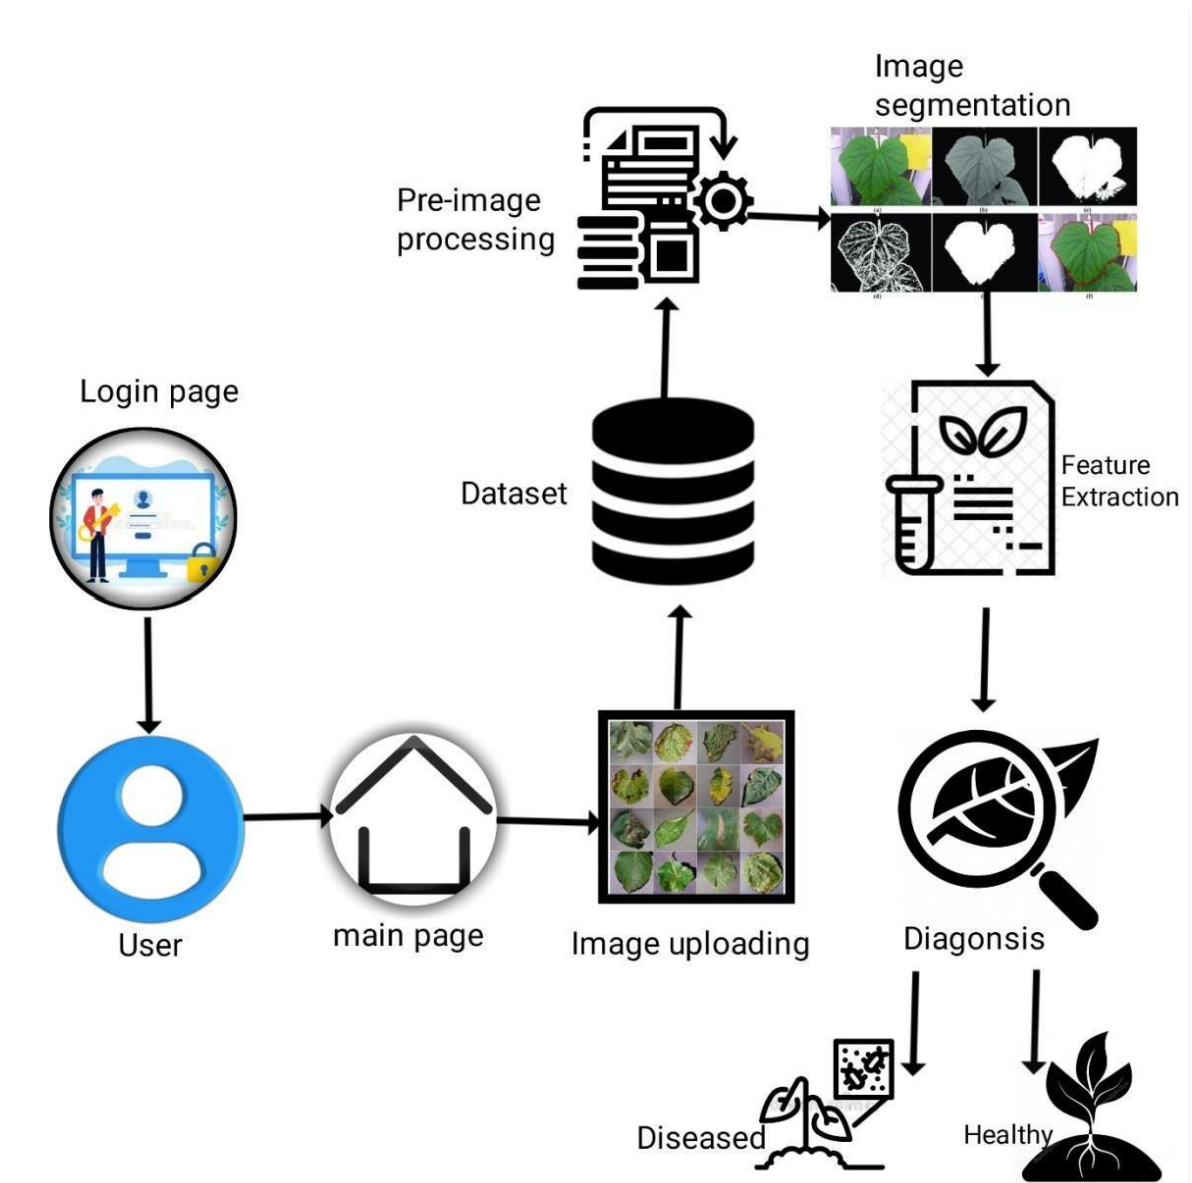 Image
segmentation
Pre-image
processing
(a)
(b)
(c)
(d)
(f)
Login page
Dataset
Feature
Extraction
User
main page
Image uploading
Diagonsis
Diseased
Healthy